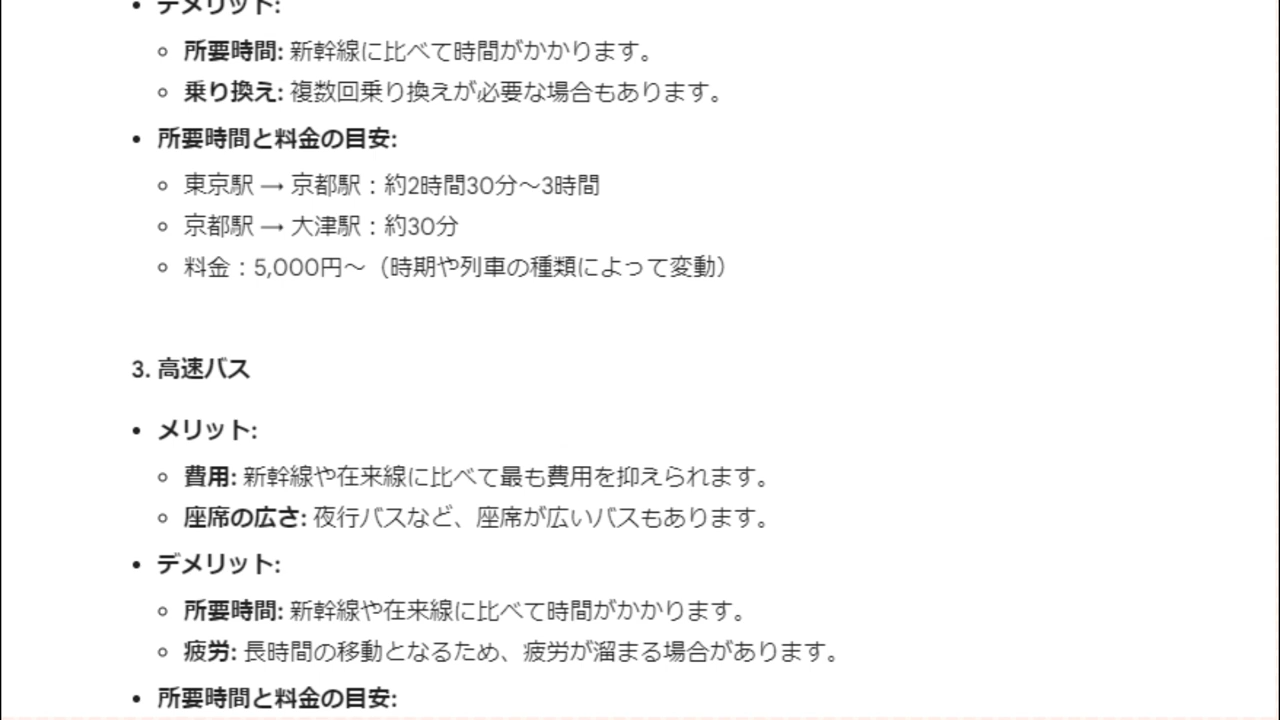 • デメリット:
◦ 所要時間: 新幹線に比べて時間がかかります。
◦ 乗り換え: 複数回乗り換えが必要な場合もあります。
• 所要時間と料金の目安:
◦ 東京駅 → 京都駅：約2時間30分〜3時間
◦ 京都駅 → 大津駅：約30分
◦ 料金：5,000円〜（時期や列車の種類によって変動）
3. 高速バス
• メリット:
◦ 費用: 新幹線や在来線に比べて最も費用を抑えられます。
◦ 座席の広さ: 夜行バスなど、座席が広いバスもあります。
• デメリット:
◦ 所要時間: 新幹線や在来線に比べて時間がかかります。
◦ 疲労: 長時間の移動となるため、疲労が溜まる場合があります。
• 所要時間と料金の目安: